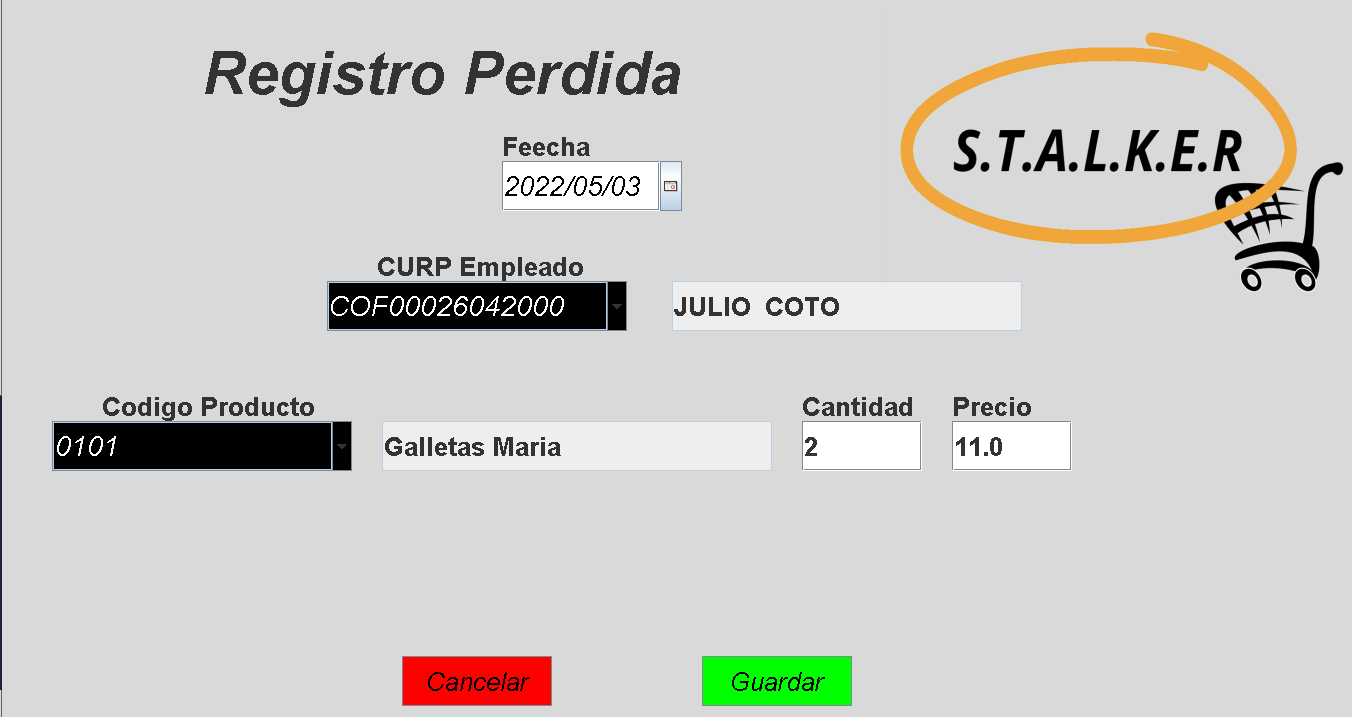 Registro Perdida
S.T.A.L.K.E.R
Feecha
2022/05/03
CURP Empleado
COF00026042000
JULIO  COTO
Codigo Producto
Cantidad
Precio
0101
Galletas Maria
2
11.0
Cancelar
Guardar